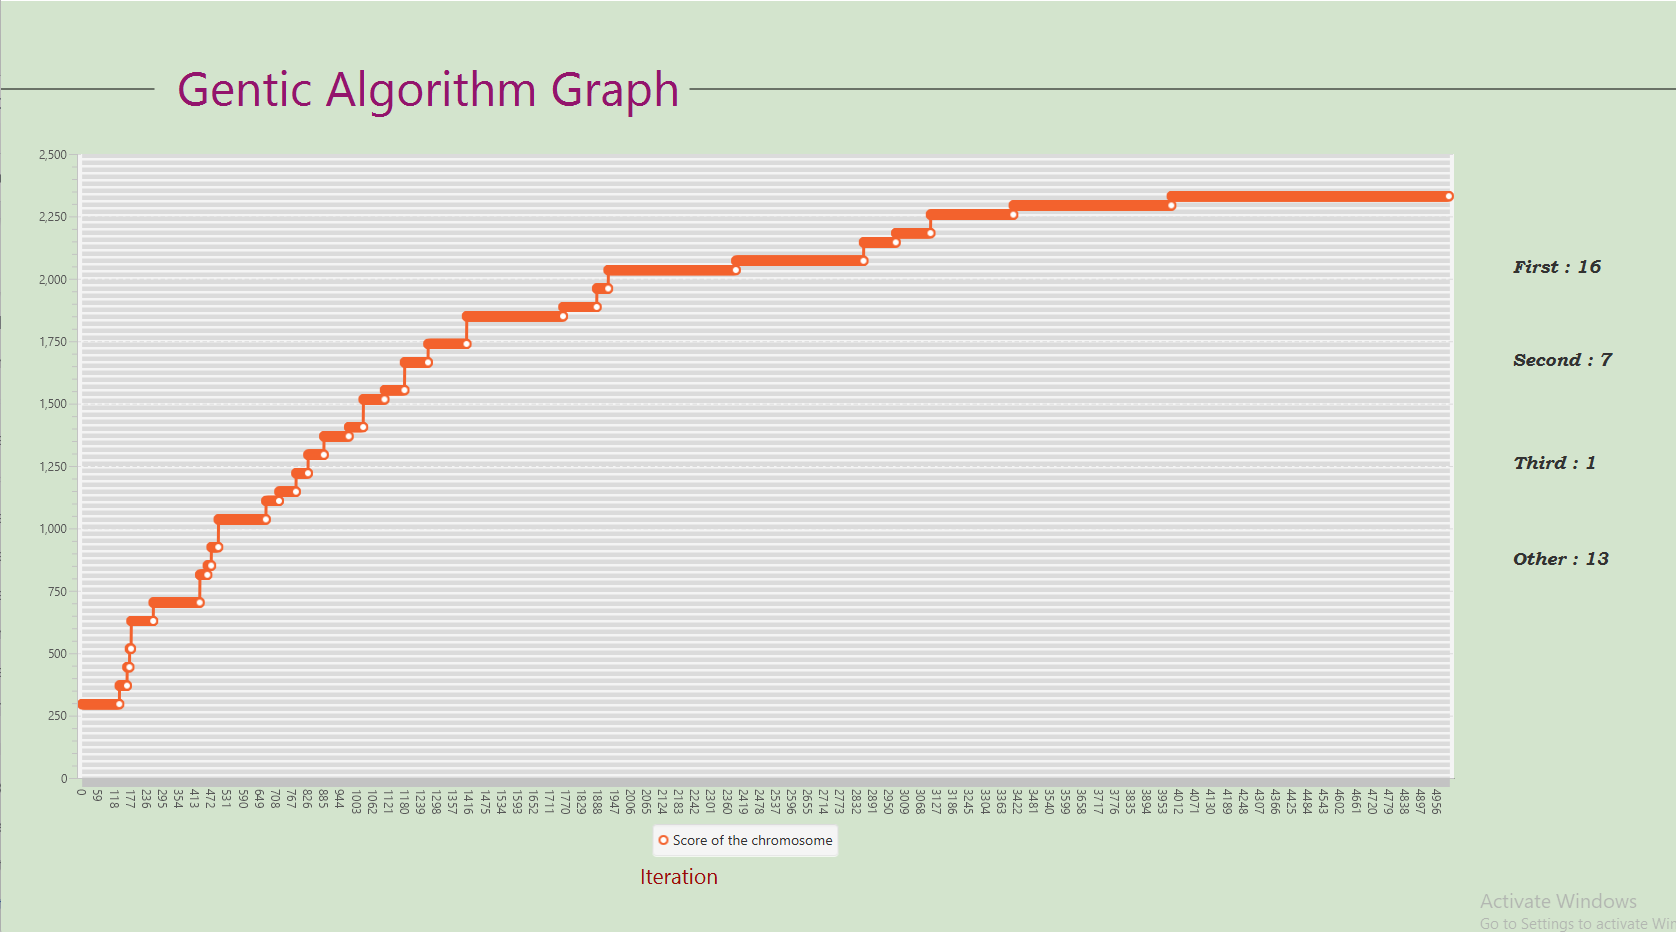 Gentic Algorithm Graph
2,500
2,250
2,000
1,750
1,500
1,250
1,000
750
500
250
0
First : 16
Second : 7
Third : 1
Other : 13
0 59 118 177 236 295 354 413 472 531 590 649 708 767 826 885 944 1003 1062 1121 1180 1239 1298 1357 1416 1475 1534 1593 1652 1711 1770 1829 1888 1947 2006 2065 2124 2183 2242 2301 2360 2419 2478 2537 2596 2655 2714 2773 2832 2891 2950 3009 3068 3127 3186 3245 3304 3363 3422 3481 3540 3599 3658 3717 3776 3835 3894 3953 4012 4071 4130 4189 4248 4307 4366 4425 4484 4543 4602 4661 4720 4779 4838 4897 4956
Score of the chromosome
Iteration
Activate Windows
Go to Settings to activate Win